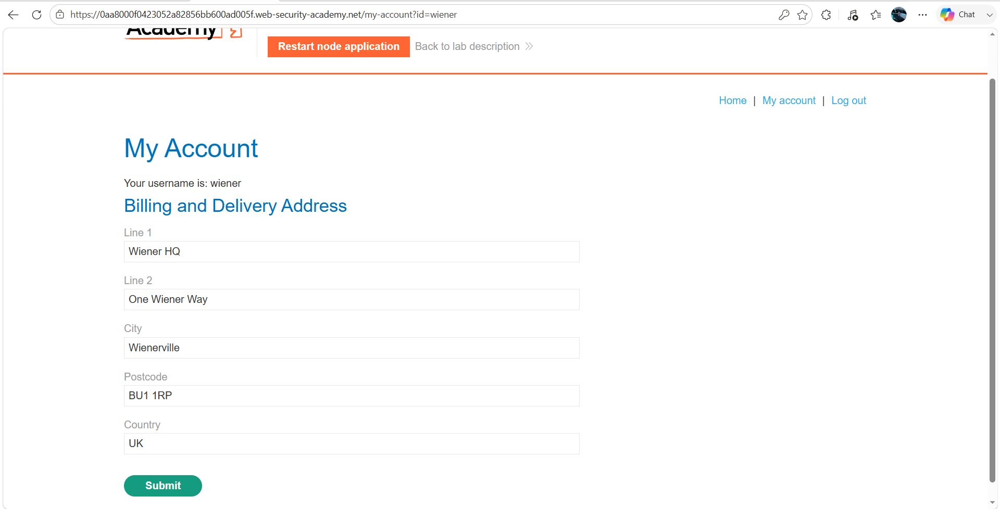 https://0aa8000f0423052a82856bb600ad005f.web-security-academy.net/my-account?id=wiener
Chat
Academy
Restart node application
Back to lab description
Home | My account | Log out
My Account
Your username is: wiener
Billing and Delivery Address
Line 1
Wiener HQ
Line 2
One Wiener Way
City
Wienerville
Postcode
BU1 1RP
Country
UK
Submit